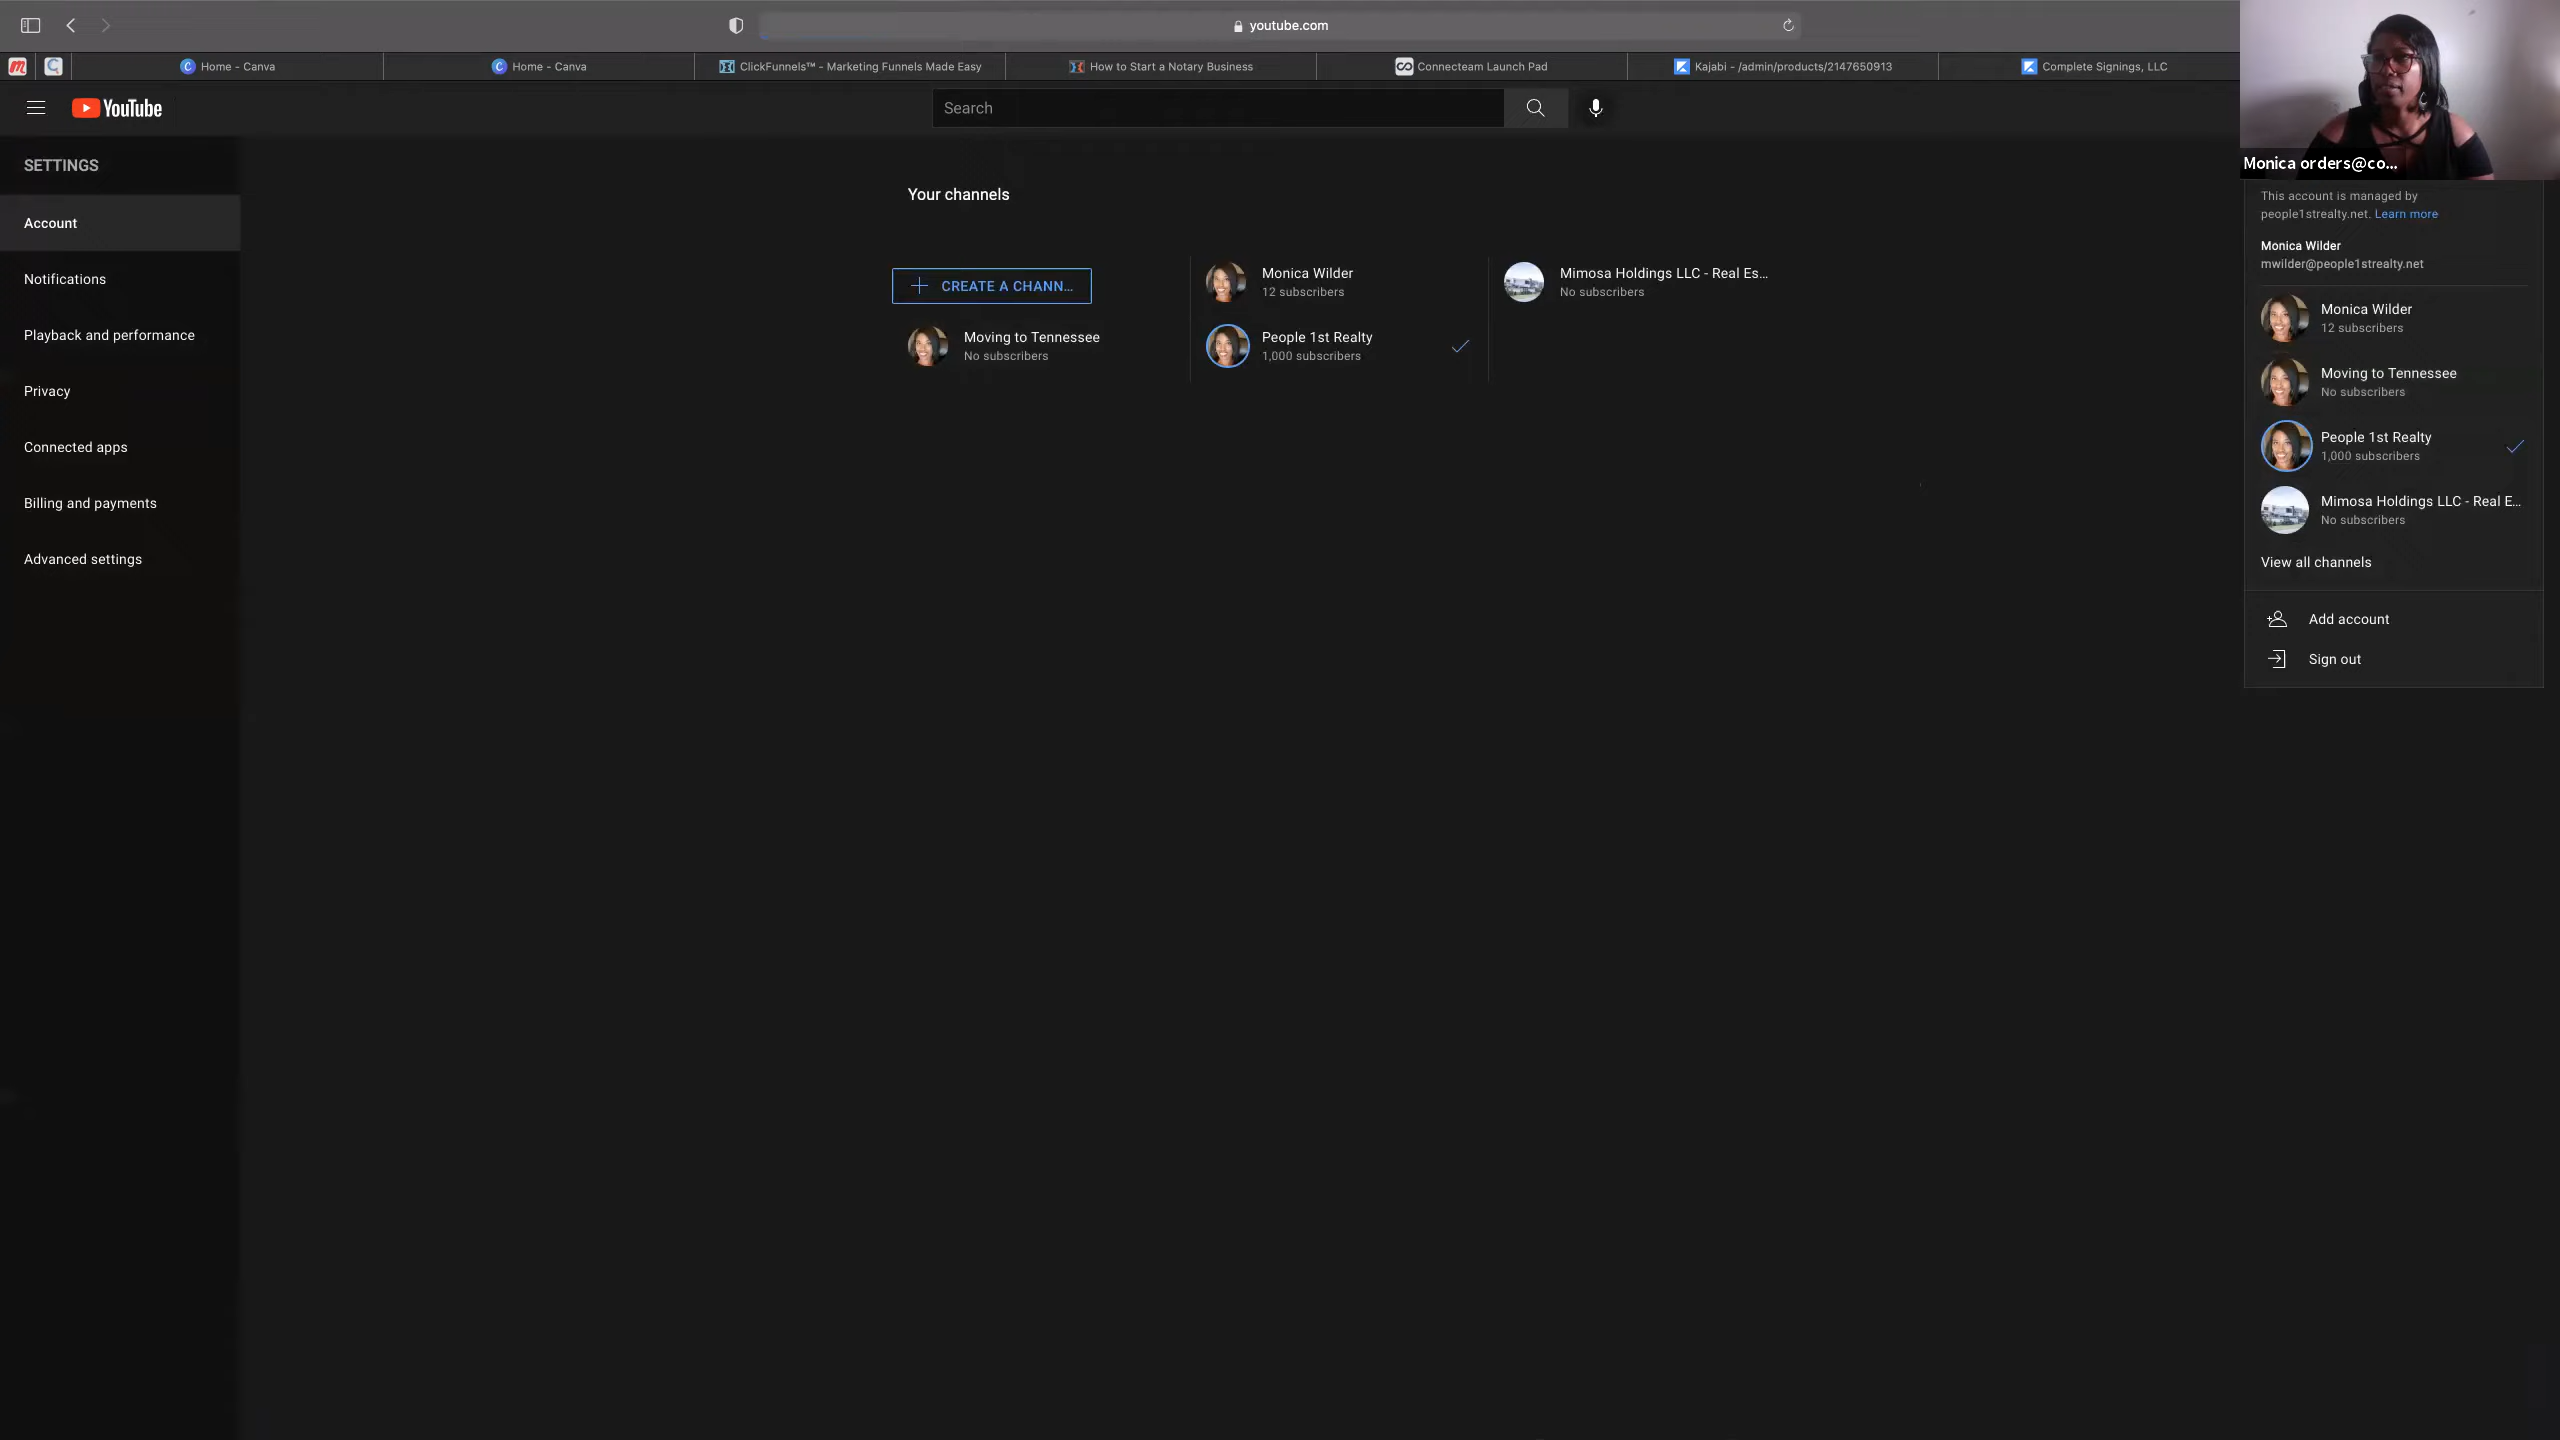 youtube.com
Home - Canva
Home - Canva
ClickFunnels™ - Marketing Funnels Made Easy
How to Start a Notary Business
Connecteam Launch Pad
Kajabi - /admin/products/2147650913
Complete Signings, LLC
YouTube
Search
Monica orders@co...
SETTINGS
Account
Notifications
Playback and performance
Privacy
Connected apps
Billing and payments
Advanced settings
Your channels
CREATE A CHANN...
Moving to Tennessee
No subscribers
Monica Wilder
12 subscribers
People 1st Realty
1,000 subscribers
Mimosa Holdings LLC - Real Es...
No subscribers
This account is managed by
people1strealty.net. Learn more
Monica Wilder
mwilder@people1strealty.net
Monica Wilder
12 subscribers
Moving to Tennessee
No subscribers
People 1st Realty
1,000 subscribers
Mimosa Holdings LLC - Real E...
No subscribers
View all channels
Add account
Sign out